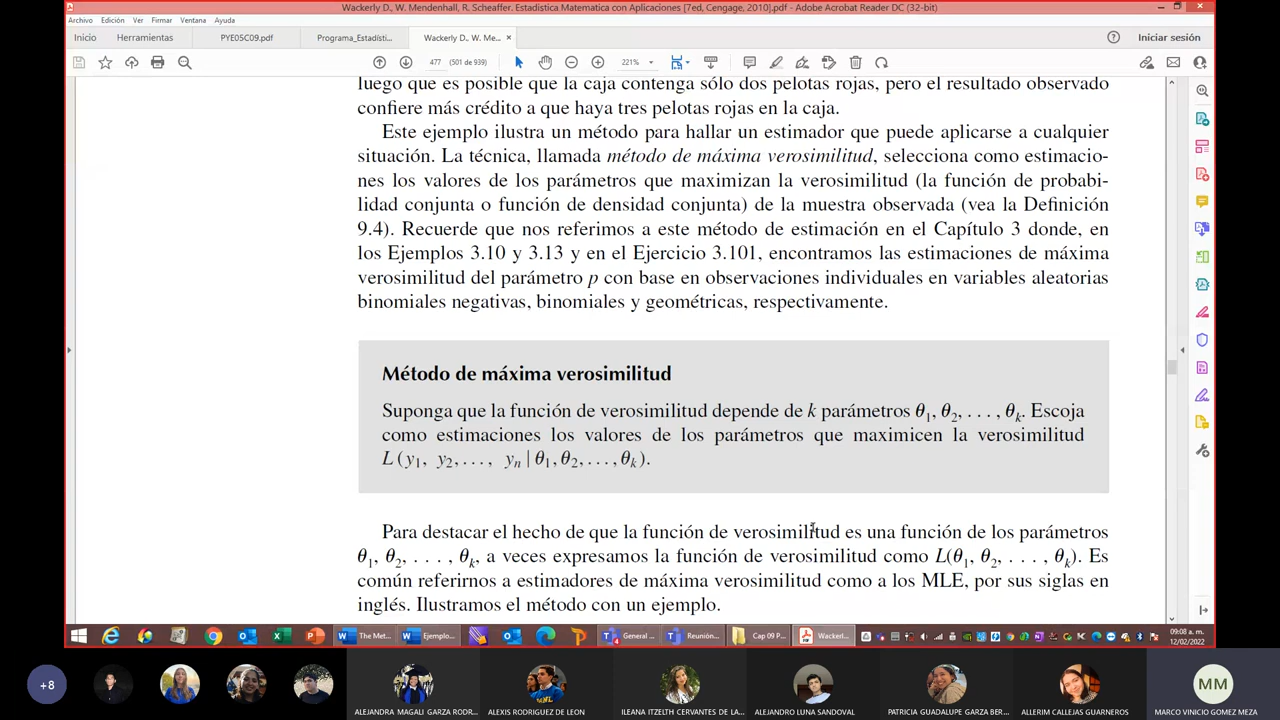 Wackerly D., W. Mendenhall, R. Scheaffer. Estadística Matematica con Aplicaciones [7ed, Cengage, 2010].pdf - Adobe Acrobat Reader DC (32-bit)
Archivo Edición Ver Firmar Ventana Ayuda
Inicio Herramientas PYE05C09.pdf Programa_Estadísti... Wackerly D., W. Me... × Iniciar sesión
477 (501 de 939) 221%
luego que es posible que la caja contenga sólo dos pelotas rojas, pero el resultado observado
confiere más crédito a que haya tres pelotas rojas en la caja.
Este ejemplo ilustra un método para hallar un estimador que puede aplicarse a cualquier
situación. La técnica, llamada método de máxima verosimilitud, selecciona como estimacio-
nes los valores de los parámetros que maximizan la verosimilitud (la función de probabi-
lidad conjunta o función de densidad conjunta) de la muestra observada (vea la Definición
9.4). Recuerde que nos referimos a este método de estimación en el Capítulo 3 donde, en
los Ejemplos 3.10 y 3.13 y en el Ejercicio 3.101, encontramos las estimaciones de máxima
verosimilitud del parámetro p con base en observaciones individuales en variables aleatorias
binomiales negativas, binomiales y geométricas, respectivamente.
Método de máxima verosimilitud
Suponga que la función de verosimilitud depende de k parámetros θ₁, θ₂, . . . , θₖ. Escoja
como estimaciones los valores de los parámetros que maximicen la verosimilitud
L (y₁, y₂, . . . , yₙ | θ₁, θ₂, . . . , θₖ).
Para destacar el hecho de que la función de verosimilitud es una función de los parámetros
θ₁, θ₂, . . . , θₖ, a veces expresamos la función de verosimilitud como L(θ₁, θ₂, . . . , θₖ). Es
común referirnos a estimadores de máxima verosimilitud como a los MLE, por sus siglas en
inglés. Ilustramos el método con un ejemplo.
The Met... Ejemplo... General ... Reunión... Cap 09 P... Wackerl... 09:08 a. m.
12/02/2022
+8 MM
ALEJANDRA MAGALI GARZA RODR... ALEXIS RODRIGUEZ DE LEON ILEANA ITZELTH CERVANTES DE LA... ALEJANDRO LUNA SANDOVAL PATRICIA GUADALUPE GARZA BER... ALLERIM CALLEJAS GUARNEROS MARCO VINICIO GOMEZ MEZA